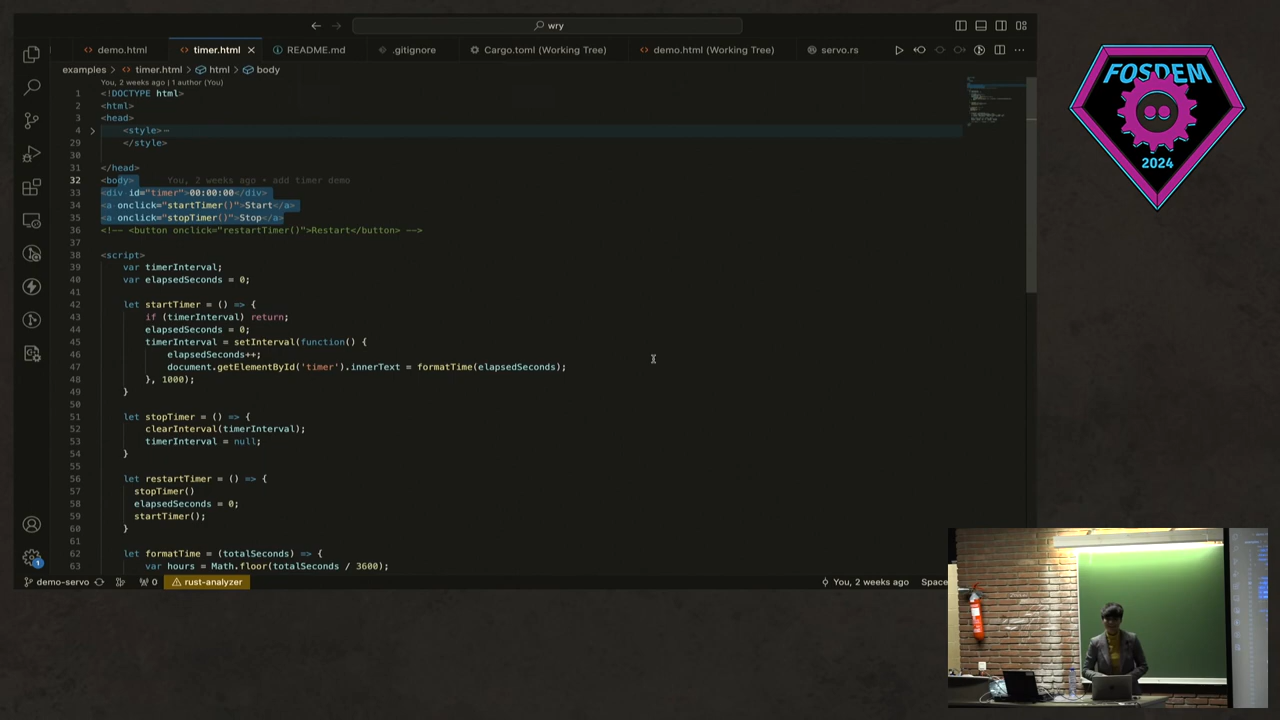 wry
demo.html
timer.html
README.md
.gitignore
Cargo.toml (Working Tree)
demo.html (Working Tree)
servo.rs
examples > timer.html > html > body
You, 2 weeks ago | 1 author (You)
1 <!DOCTYPE html>
2 <html>
3 <head>
4 <style>
29 </style>
30
31 </head>
32 <body> You, 2 weeks ago • add timer demo
33 <div id="timer">00:00:00</div>
34 <a onclick="startTimer()">Start</a>
35 <a onclick="stopTimer()">Stop</a>
36 <!-- <button onclick="restartTimer()">Restart</button> -->
37
38 <script>
39 var timerInterval;
40 var elapsedSeconds = 0;
41
42 let startTimer = () => {
43 if (timerInterval) return;
44 elapsedSeconds = 0;
45 timerInterval = setInterval(function() {
46 elapsedSeconds++;
47 document.getElementById('timer').innerText = formatTime(elapsedSeconds);
48 }, 1000);
49 }
50
51 let stopTimer = () => {
52 clearInterval(timerInterval);
53 timerInterval = null;
54 }
55
56 let restartTimer = () => {
57 stopTimer()
58 elapsedSeconds = 0;
59 startTimer();
60 }
61
62 let formatTime = (totalSeconds) => {
63 var hours = Math.floor(totalSeconds / 3600);
1
demo-servo
0
rust-analyzer
You, 2 weeks ago
Space
FOSDEM
2024